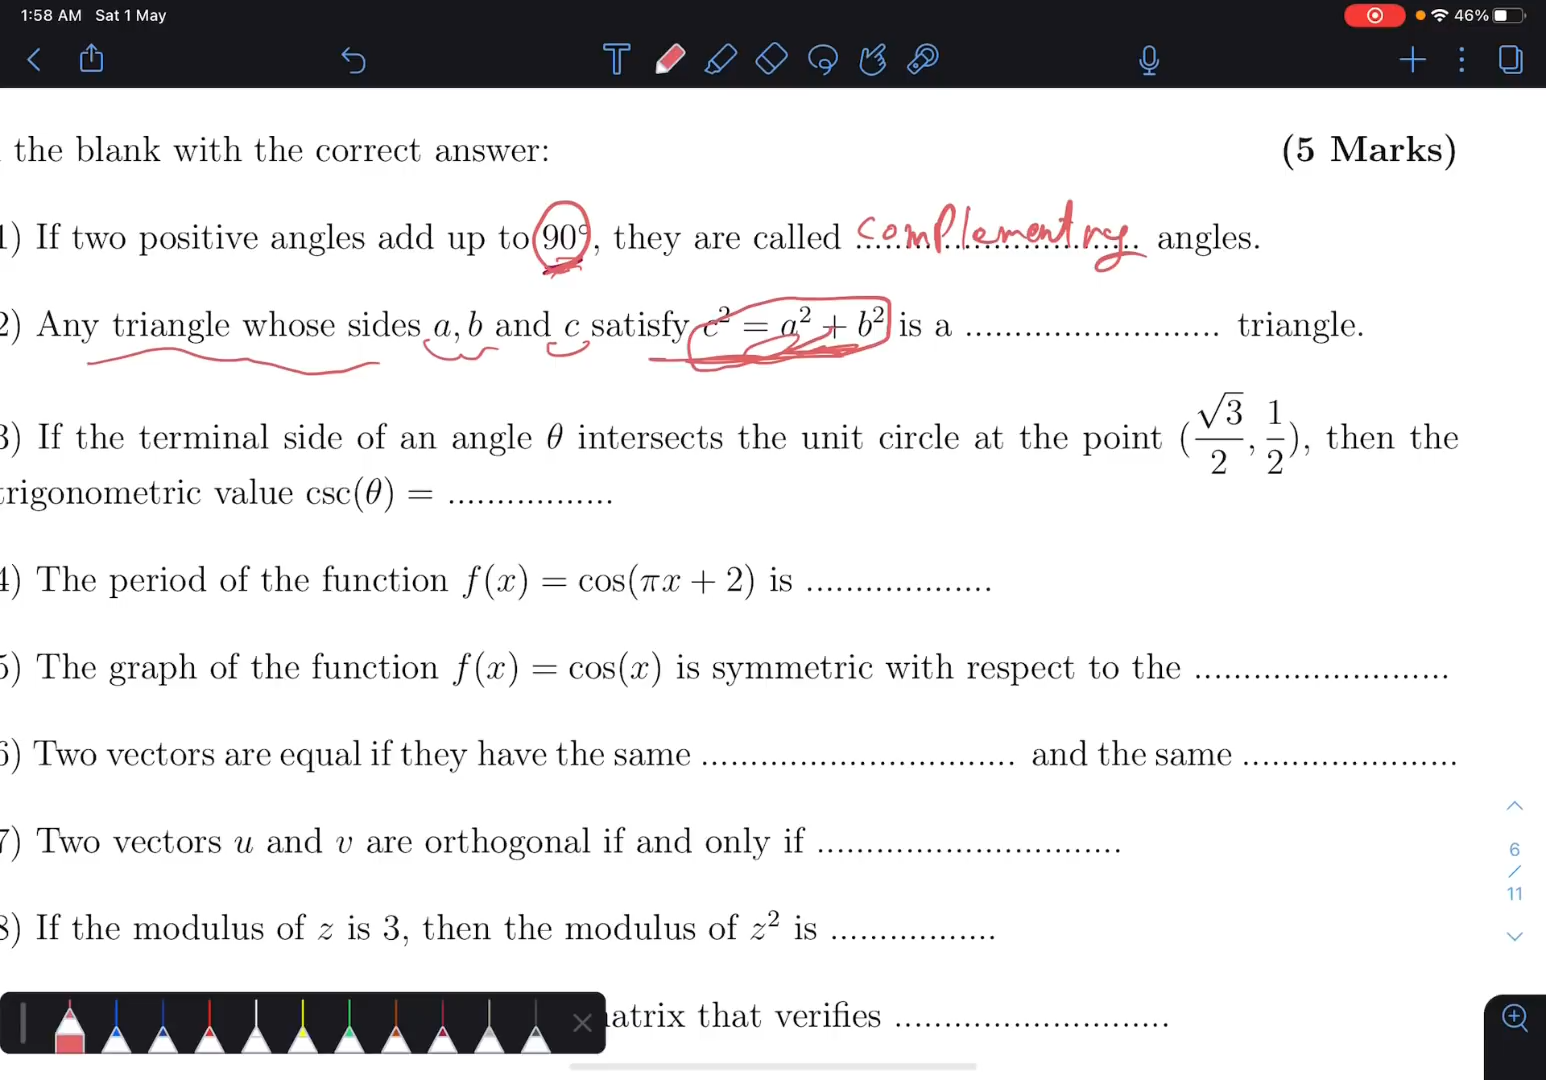 1:58 AM Sat 1 May
46%
the blank with the correct answer: (5 Marks)
1) If two positive angles add up to 90°, they are called complementry angles.
2) Any triangle whose sides a, b and c satisfy c² = a² + b² is a .......................... triangle.
3) If the terminal side of an angle θ intersects the unit circle at the point (√3/2, 1/2), then the
trigonometric value csc(θ) = .................
4) The period of the function f(x) = cos(πx + 2) is ...................
5) The graph of the function f(x) = cos(x) is symmetric with respect to the ..........................
6) Two vectors are equal if they have the same ................................ and the same ......................
7) Two vectors u and v are orthogonal if and only if ...............................
8) If the modulus of z is 3, then the modulus of z² is .................
atrix that verifies ............................
6
/
11